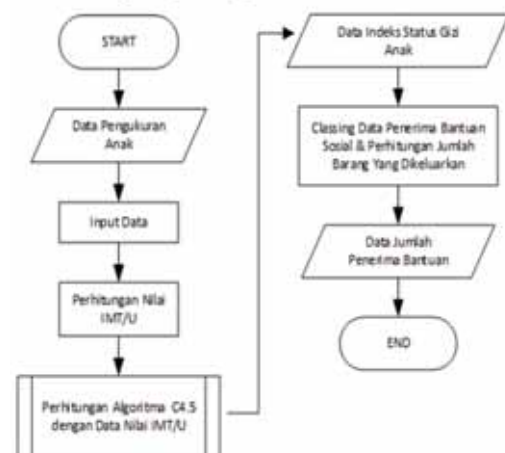 START
Data Pengukuran
Anak
Input Data
Perhitungan Nilai
IMT/U
Perhitungan Algoritma C4.5
dengan Data Nilai IMT/U
Data Indeks Status Gizi
Anak
Classing Data Penerima Bantuan
Sosial & Perhitungan Jumlah
Barang Yang Dikeluarkan
Data Jumlah
Penerima Bantuan
END